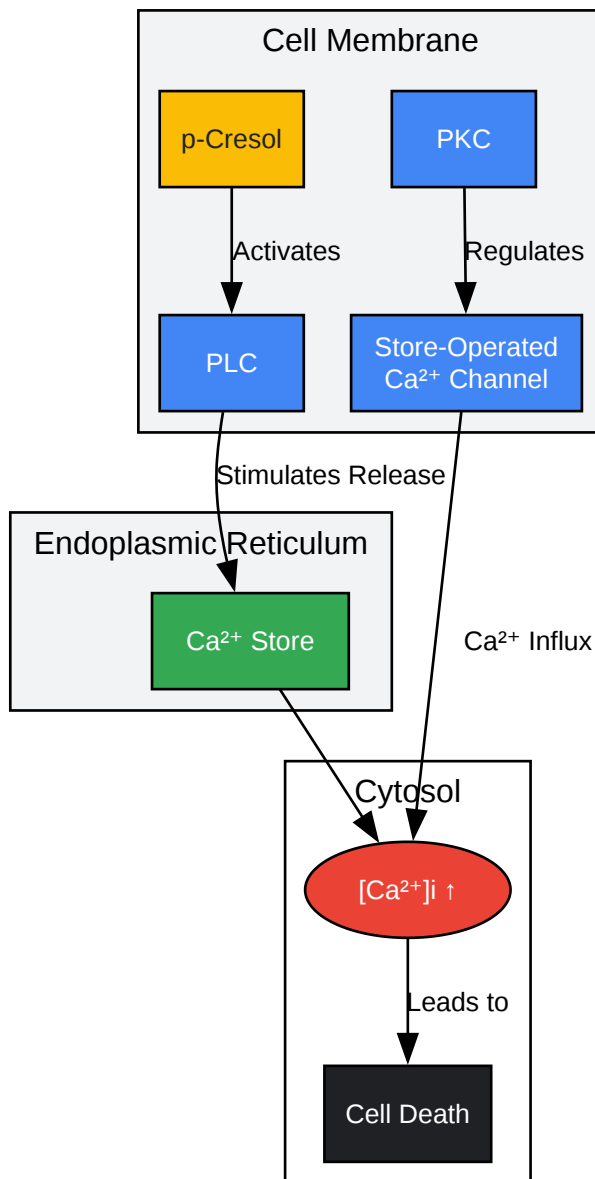 Cell Membrane
p-Cresol
PKC
Activates
Regulates
PLC
Store-Operated
Ca²⁺ Channel
Stimulates Release
Endoplasmic Reticulum
Ca²⁺ Store
Ca²⁺ Influx
Cytosol
[Ca²⁺]i ↑
Leads to
Cell Death